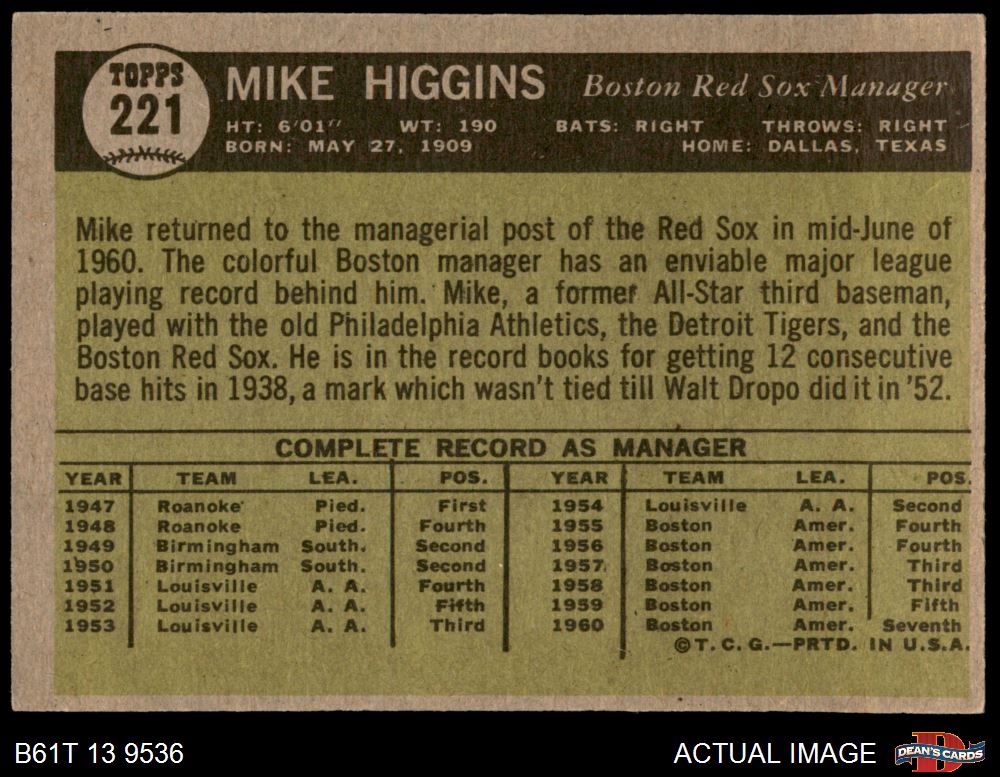 TOPPS
221
MIKE HIGGINS Boston Red Sox Manager
HT: 6'01" WT: 190 BATS: RIGHT THROWS: RIGHT
BORN: MAY 27, 1909 HOME: DALLAS, TEXAS
Mike returned to the managerial post of the Red Sox in mid-June of
1960. The colorful Boston manager has an enviable major league
playing record behind him. Mike, a former All-Star third baseman,
played with the old Philadelphia Athletics, the Detroit Tigers, and the
Boston Red Sox. He is in the record books for getting 12 consecutive
base hits in 1938, a mark which wasn't tied till Walt Dropo did it in '52.
COMPLETE RECORD AS MANAGER
YEAR TEAM LEA. POS. YEAR TEAM LEA. POS.
1947 Roanoke Pied. First 1954 Louisville A. A. Second
1948 Roanoke Pied. Fourth 1955 Boston Amer. Fourth
1949 Birmingham South. Second 1956 Boston Amer. Fourth
1950 Birmingham South. Second 1957 Boston Amer. Third
1951 Louisville A. A. Fourth 1958 Boston Amer. Third
1952 Louisville A. A. Fifth 1959 Boston Amer. Fifth
1953 Louisville A. A. Third 1960 Boston Amer. Seventh
©T.C.G.—PRTD. IN U.S.A.
B61T 13 9536 ACTUAL IMAGE DEAN'S CARDS